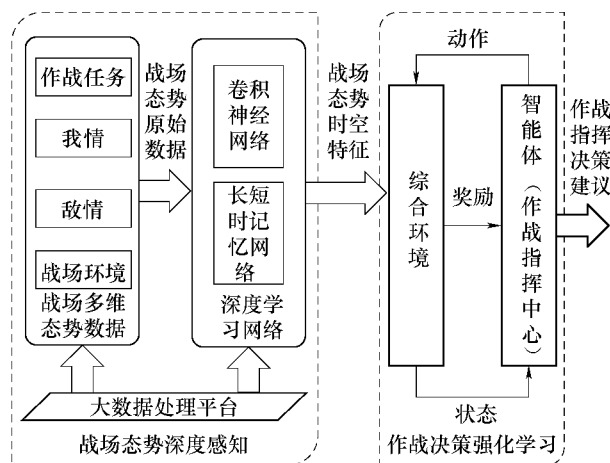 作战任务
我情
敌情
战场环境
战场多维
态势数据
战场
态势
原始
数据
卷积
神经
网络
长短
时记
忆网
络
深度学
习网络
大数据处理平台
战场态势深度感知
战场
态势
时空
特征
动作
综合环境
奖励
智能体（作战指挥中心）
状态
作战决策强化学习
作战
指挥
决策
建议